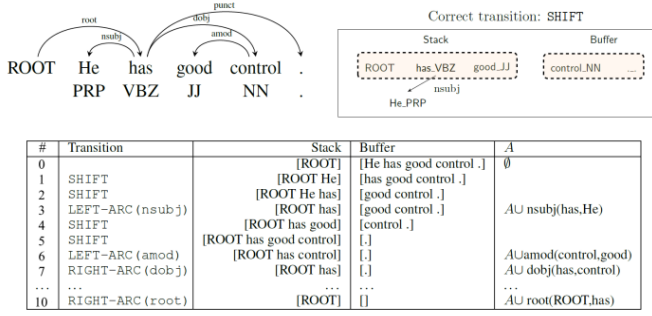 punct
root
dobj
nsubj
amod
ROOT He has good control .
PRP VBZ JJ NN .
Correct transition: SHIFT
Stack Buffer
ROOT has_VBZ good_JJ control_NN ...
nsubj
He_PRP
# Transition Stack Buffer A
0 [ROOT] [He has good control .] ∅
1 SHIFT [ROOT He] [has good control .]
2 SHIFT [ROOT He has] [good control .]
3 LEFT-ARC(nsubj) [ROOT has] [good control .] A∪ nsubj(has,He)
4 SHIFT [ROOT has good] [control .]
5 SHIFT [ROOT has good control] [.]
6 LEFT-ARC(amod) [ROOT has control] [.] A∪amod(control,good)
7 RIGHT-ARC(dobj) [ROOT has] [.] A∪ dobj(has,control)
... ... ... ... ...
10 RIGHT-ARC(root) [ROOT] [] A∪ root(ROOT,has)